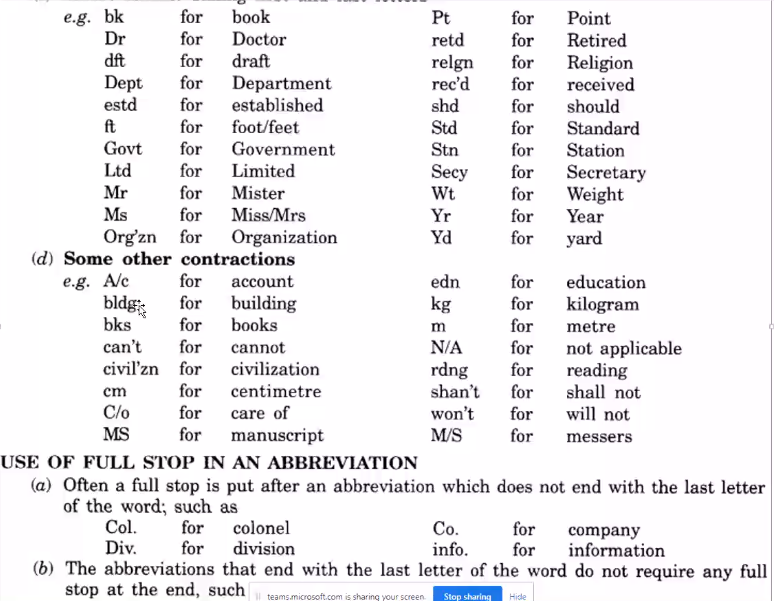 e.g. bk for book Pt for Point
Dr for Doctor retd for Retired
dft for draft relgn for Religion
Dept for Department rec'd for received
estd for established shd for should
ft for foot/feet Std for Standard
Govt for Government Stn for Station
Ltd for Limited Secy for Secretary
Mr for Mister Wt for Weight
Ms for Miss/Mrs Yr for Year
Org'zn for Organization Yd for yard
(d) Some other contractions
e.g. A/c for account edn for education
bldg for building kg for kilogram
bks for books m for metre
can't for cannot N/A for not applicable
civil'zn for civilization rdng for reading
cm for centimetre shan't for shall not
C/o for care of won't for will not
MS for manuscript M/S for messers
USE OF FULL STOP IN AN ABBREVIATION
(a) Often a full stop is put after an abbreviation which does not end with the last letter
of the word; such as
Col. for colonel Co. for company
Div. for division info. for information
(b) The abbreviations that end with the last letter of the word do not require any full
stop at the end, such
teams.microsoft.com is sharing your screen. Stop sharing Hide